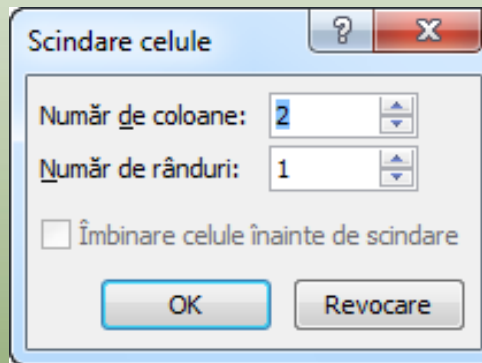 Scindare celule
Număr de coloane: 2
Număr de rânduri: 1
Îmbinare celule înainte de scindare
OK Revocare